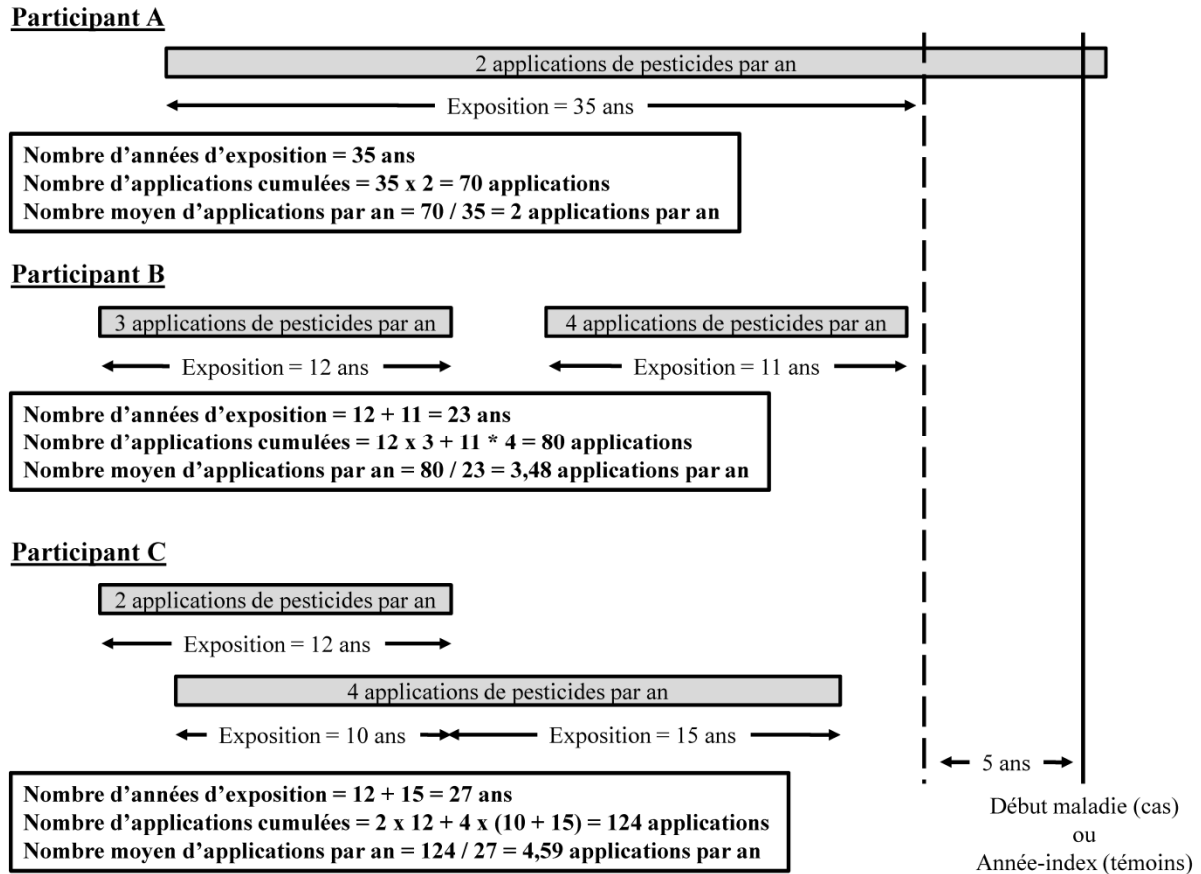 Participant A
2 applications de pesticides par an
Exposition = 35 ans
Nombre d’années d’exposition = 35 ans
Nombre d’applications cumulées = 35 x 2 = 70 applications
Nombre moyen d’applications par an = 70 / 35 = 2 applications par an
Participant B
3 applications de pesticides par an
4 applications de pesticides par an
Exposition = 12 ans
Exposition = 11 ans
Nombre d’années d’exposition = 12 + 11 = 23 ans
Nombre d’applications cumulées = 12 x 3 + 11 * 4 = 80 applications
Nombre moyen d’applications par an = 80 / 23 = 3,48 applications par an
Participant C
2 applications de pesticides par an
Exposition = 12 ans
4 applications de pesticides par an
Exposition = 10 ans
Exposition = 15 ans
5 ans
Nombre d’années d’exposition = 12 + 15 = 27 ans
Nombre d’applications cumulées = 2 x 12 + 4 x (10 + 15) = 124 applications
Nombre moyen d’applications par an = 124 / 27 = 4,59 applications par an
Début maladie (cas)
ou
Année-index (témoins)